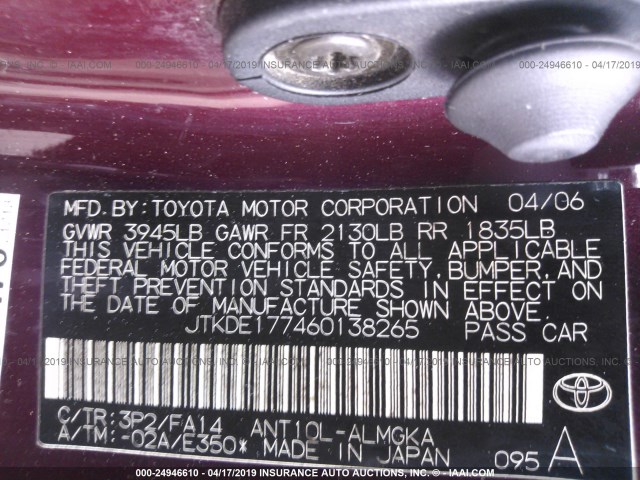 000-24946610 - 04/17/2019 INSURANCE AUTO AUCTIONS, INC. - IAAI.COM
MFD. BY: TOYOTA MOTOR CORPORATION 04/06
GVWR 3945LB GAWR FR 2130LB RR 1835LB
THIS VEHICLE CONFORMS TO ALL APPLICABLE
FEDERAL MOTOR VEHICLE SAFETY, BUMPER, AND
THEFT PREVENTION STANDARDS IN EFFECT ON
THE DATE OF MANUFACTURE SHOWN ABOVE.
JTKDE177460138265 PASS CAR
C/TR: 3P2/FA14 ANT10L-ALMGKA
A/TM: -02A/E350* MADE IN JAPAN 095 A
000-24946610 - 04/17/2019 INSURANCE AUTO AUCTIONS, INC. - IAAI.COM